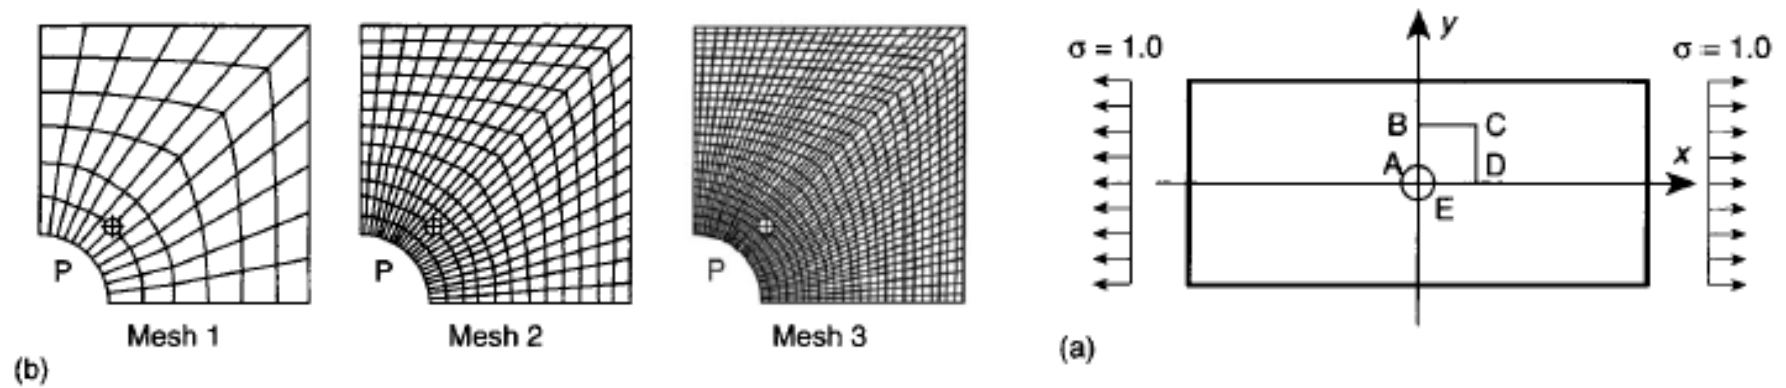 P
Mesh 1
P
Mesh 2
P
Mesh 3
(b)
y
σ = 1.0
σ = 1.0
B
C
A
D
x
E
(a)